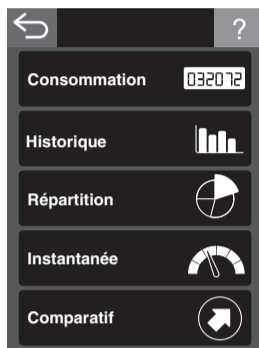 ?
Consommation 032072
Historique
Répartition
Instantanée
Comparatif